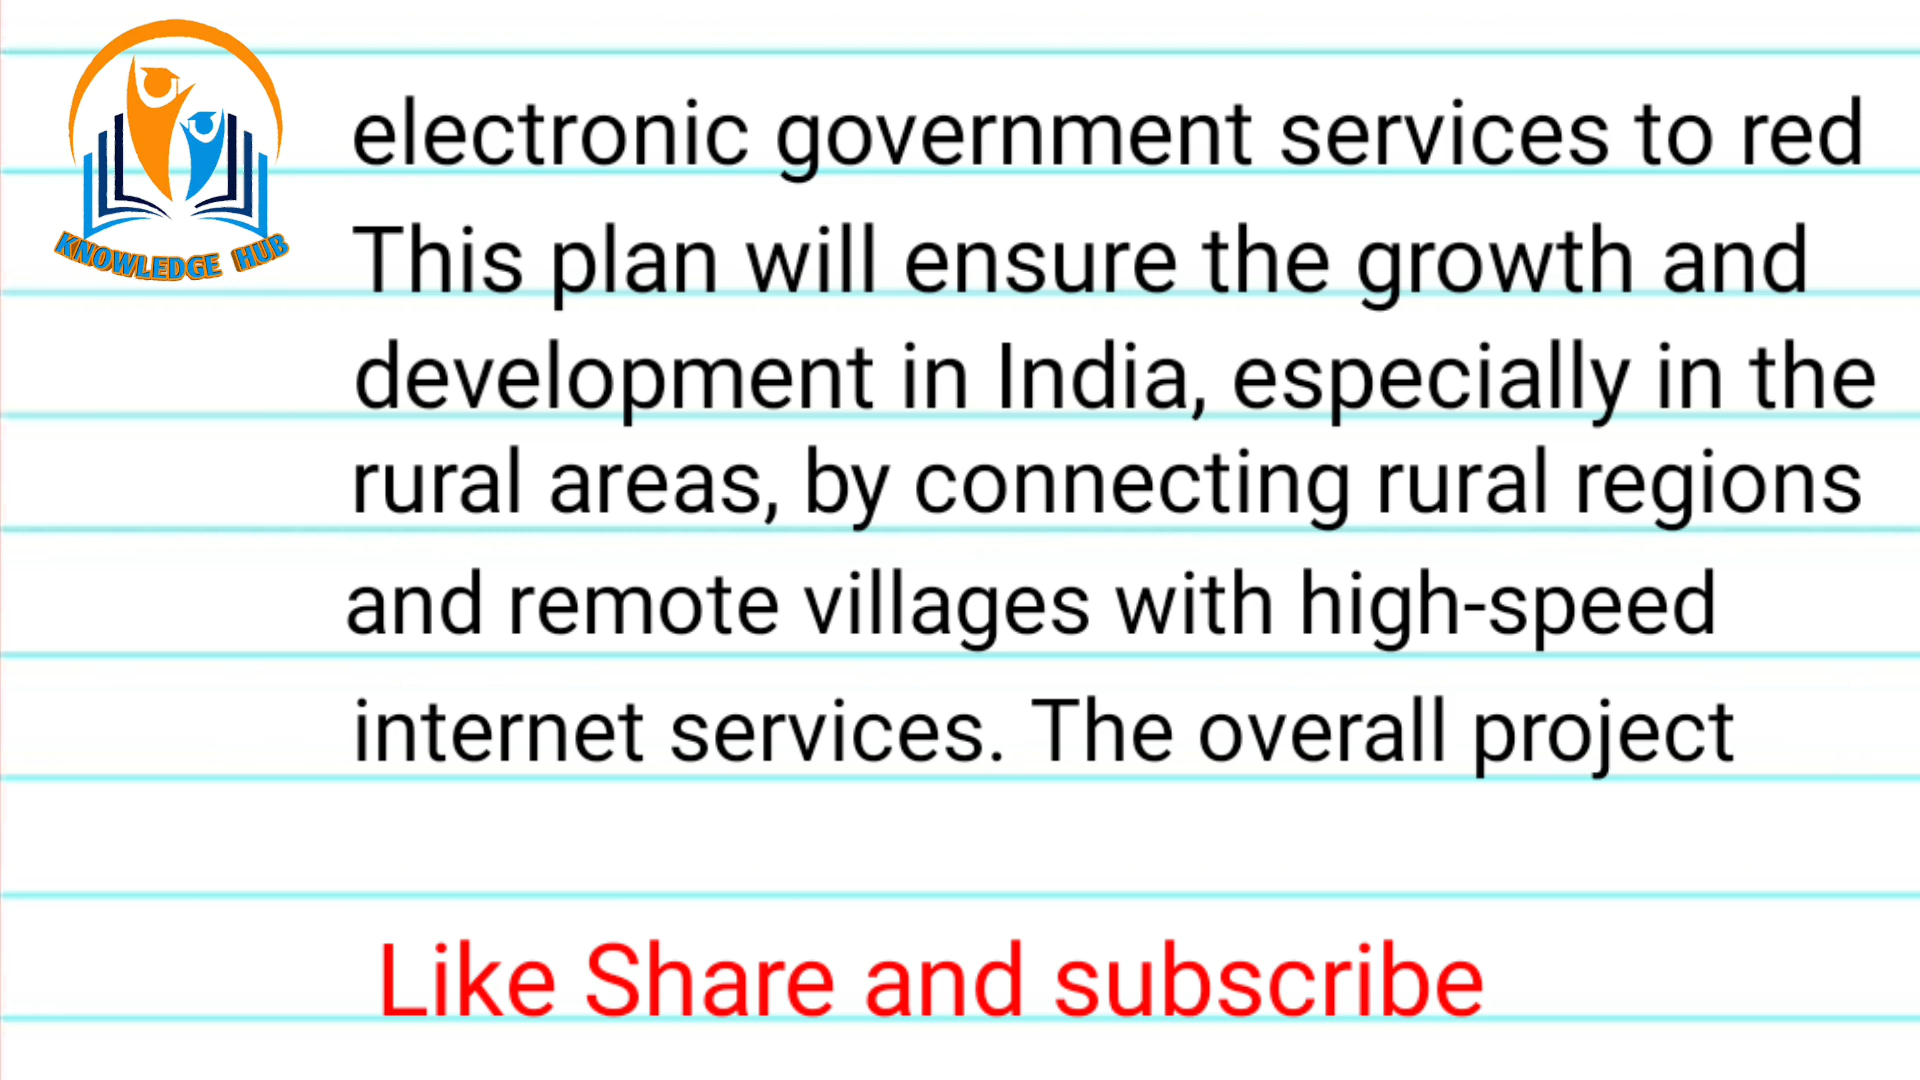 KNOWLEDGE HUB
electronic government services to red
This plan will ensure the growth and
development in India, especially in the
rural areas, by connecting rural regions
and remote villages with high-speed
internet services. The overall project
Like Share and subscribe